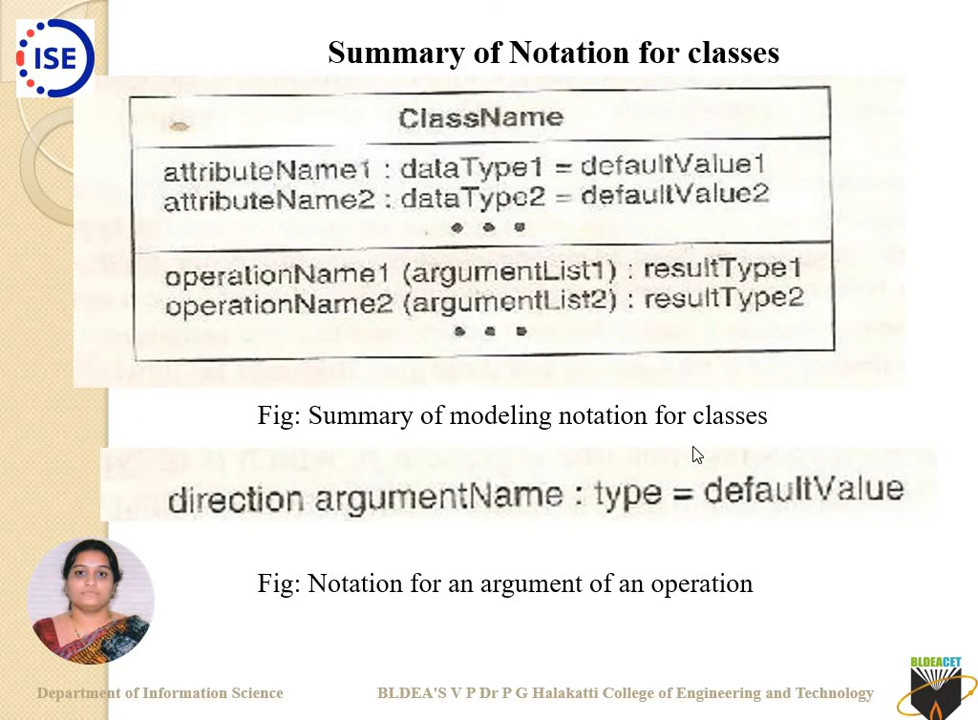 ISE
Summary of Notation for classes
ClassName
attributeName1 : dataType1 = defaultValue1
attributeName2 : dataType2 = defaultValue2
• • •
operationName1 (argumentList1) : resultType1
operationName2 (argumentList2) : resultType2
• • •
Fig: Summary of modeling notation for classes
direction argumentName : type = defaultValue
Fig: Notation for an argument of an operation
BLDEACET
Department of Information Science BLDEA'S V P Dr P G Halakatti College of Engineering and Technology